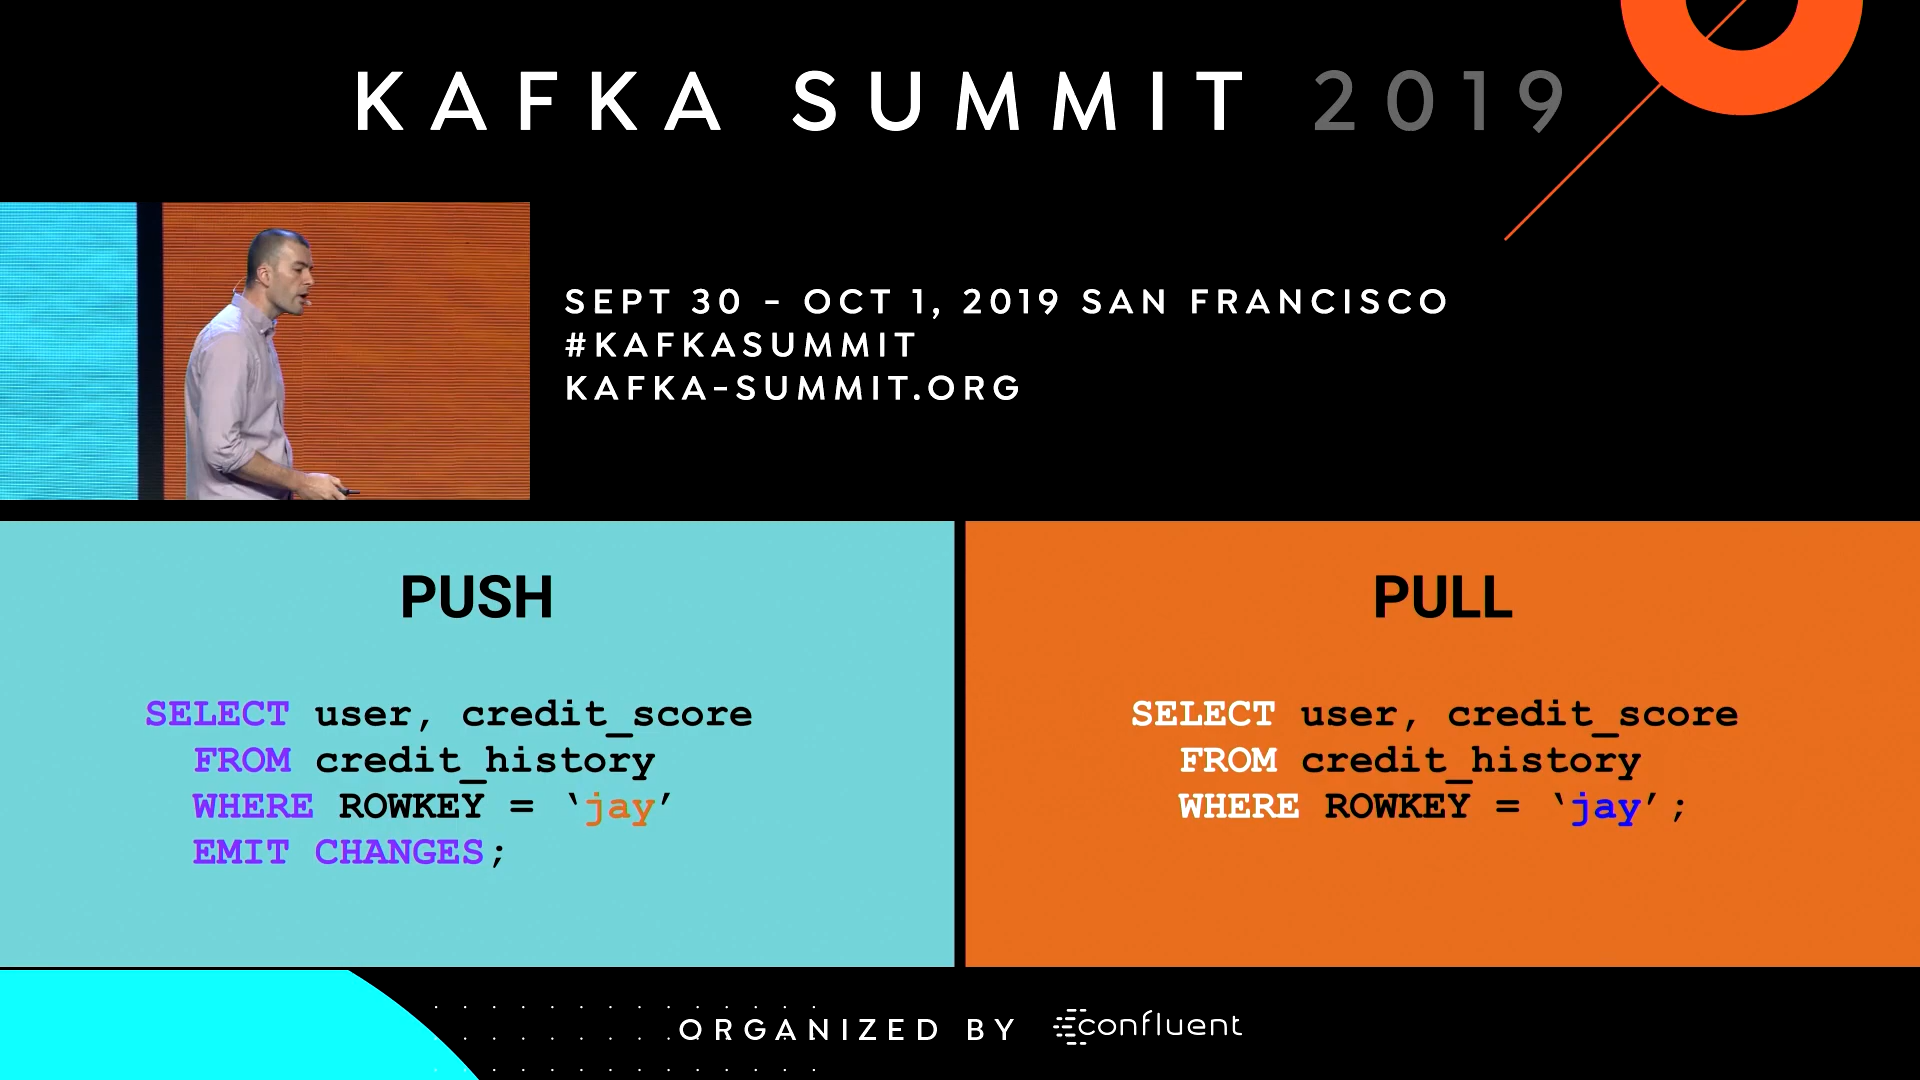 KAFKA SUMMIT 2019
SEPT 30 - OCT 1, 2019 SAN FRANCISCO
#KAFKASUMMIT
KAFKA-SUMMIT.ORG
PUSH
SELECT user, credit_score
FROM credit_history
WHERE ROWKEY = ‘jay’
EMIT CHANGES;
PULL
SELECT user, credit_score
FROM credit_history
WHERE ROWKEY = ‘jay’;
ORGANIZED BY confluent